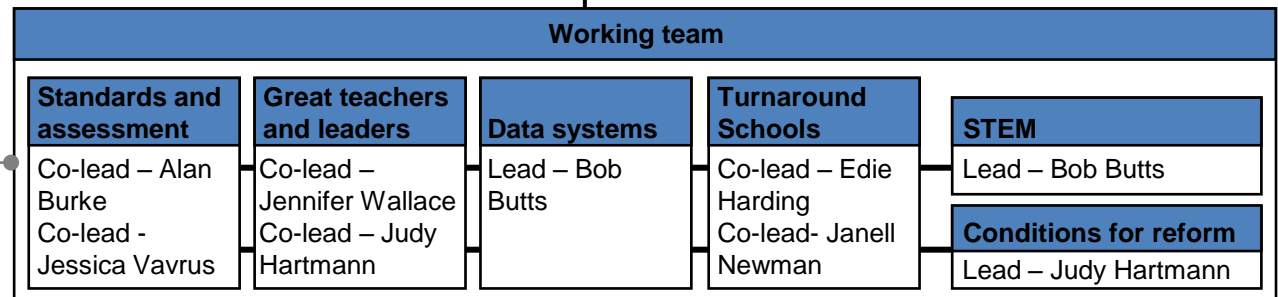 Working team
Standards and
assessment
Co-lead – Alan
Burke
Co-lead -
Jessica Vavrus
Great teachers
and leaders
Co-lead –
Jennifer Wallace
Co-lead – Judy
Hartmann
Data systems
Lead – Bob
Butts
Turnaround
Schools
Co-lead – Edie
Harding
Co-lead- Janell
Newman
STEM
Lead – Bob Butts
Conditions for reform
Lead – Judy Hartmann